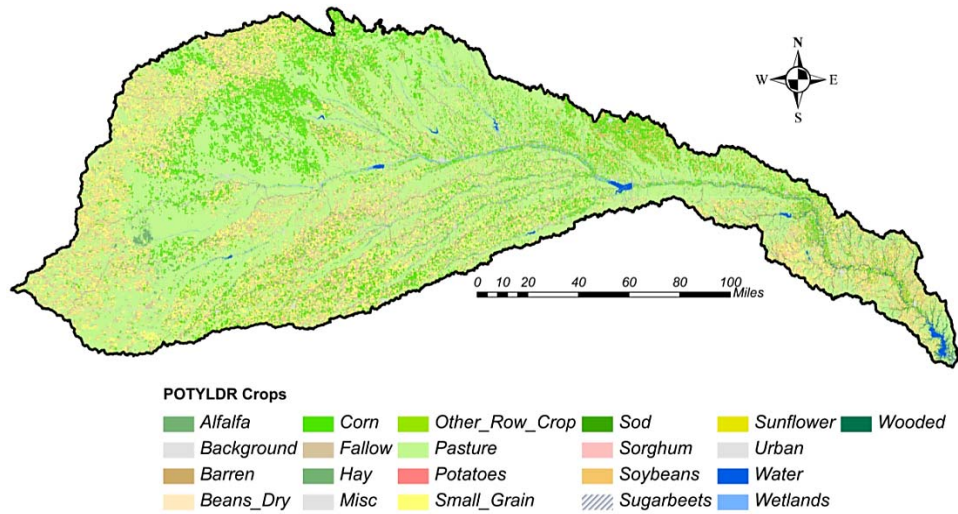 N
W E
S
0 10 20 40 60 80 100
Miles
POTYLDR Crops
Alfalfa Corn Other_Row_Crop Sod Sunflower Wooded
Background Fallow Pasture Sorghum Urban
Barren Hay Potatoes Soybeans Water
Beans_Dry Misc Small_Grain Sugarbeets Wetlands